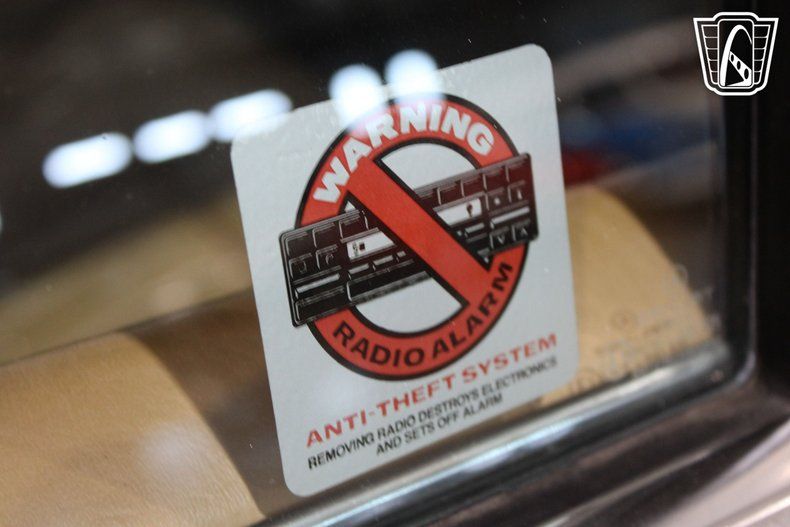 WARNING
RADIO ALARM
ANTI-THEFT SYSTEM
REMOVING RADIO DESTROYS ELECTRONICS
AND SETS OFF ALARM